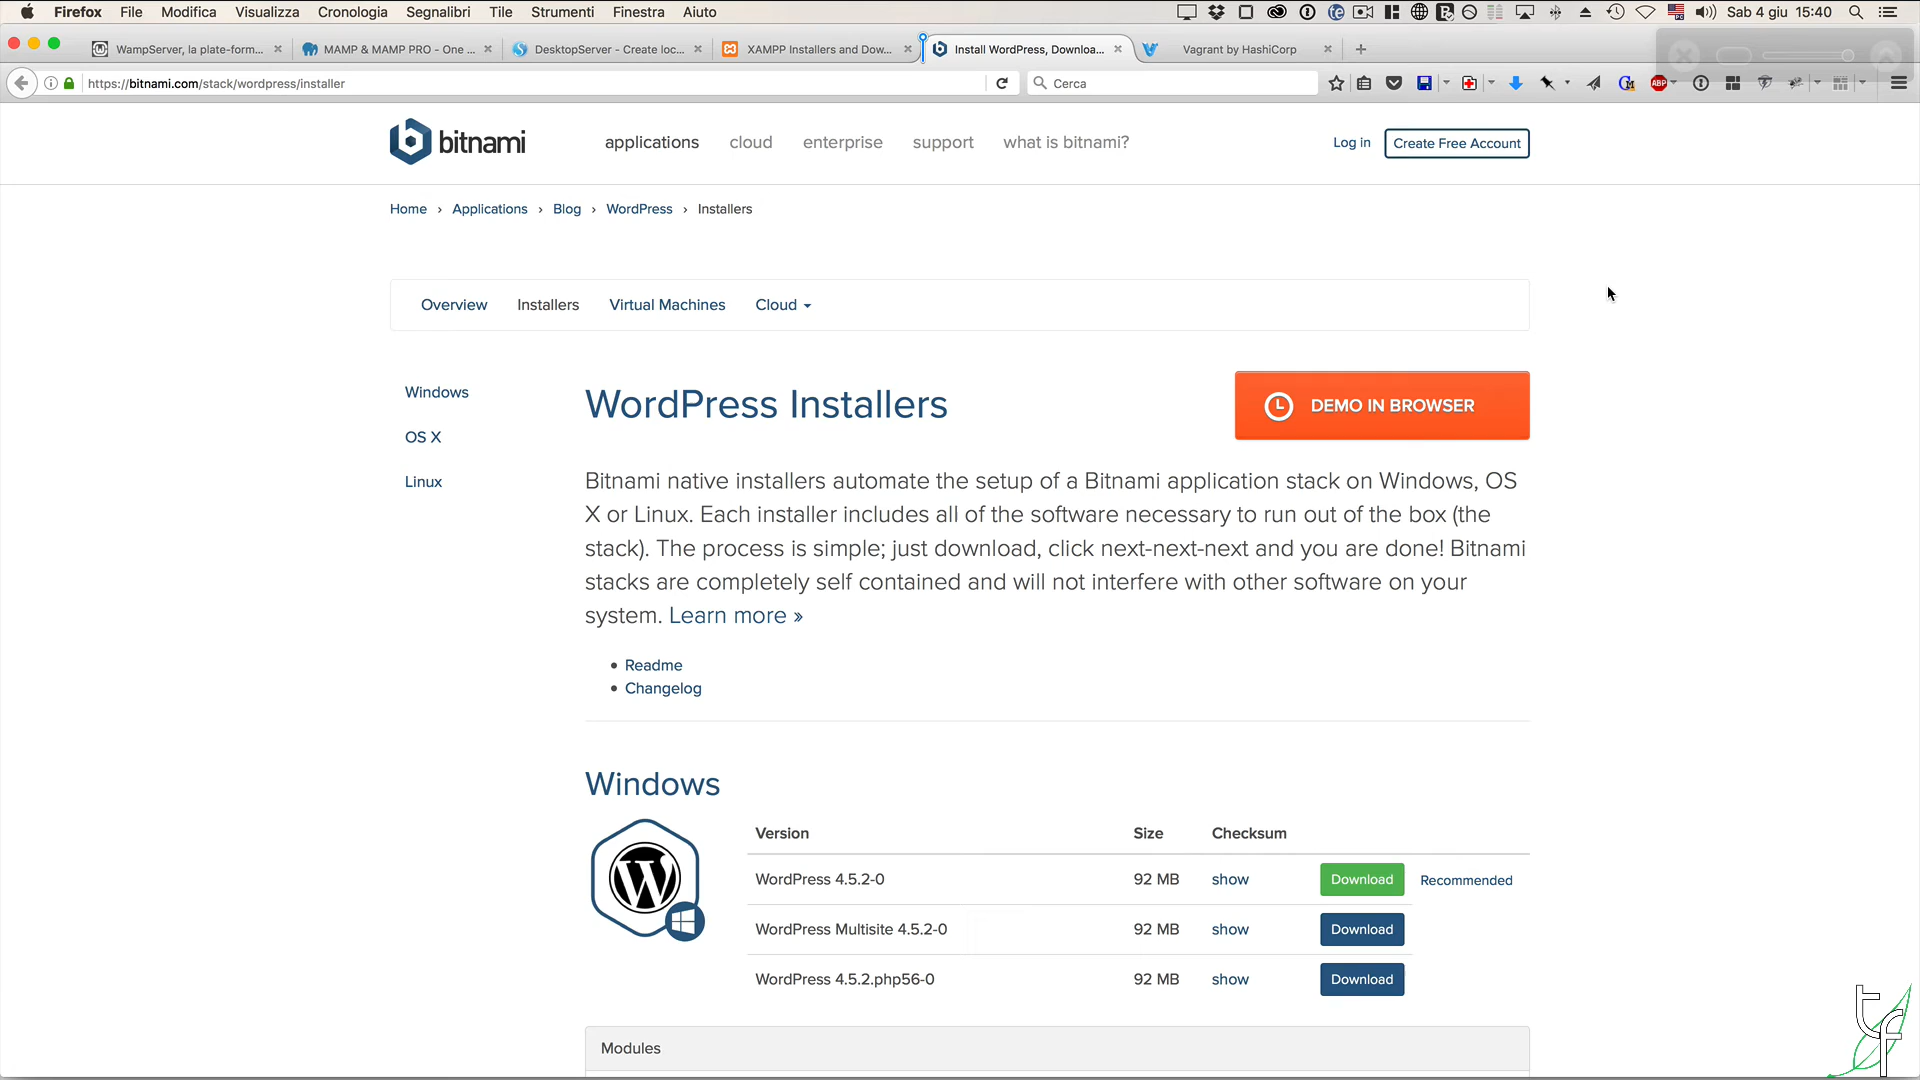 Firefox File Modifica Visualizza Cronologia Segnalibri Tile Strumenti Finestra Aiuto Sab 4 giu 15:40
WampServer, la plate-form... MAMP & MAMP PRO - One ... DesktopServer - Create loc... XAMPP Installers and Dow... Install WordPress, Downloa... Vagrant by HashiCorp
https://bitnami.com/stack/wordpress/installer Cerca ABP
bitnami applications cloud enterprise support what is bitnami? Log in Create Free Account
Home › Applications › Blog › WordPress › Installers
Overview Installers Virtual Machines Cloud
Windows
OS X
Linux
WordPress Installers
DEMO IN BROWSER
Bitnami native installers automate the setup of a Bitnami application stack on Windows, OS
X or Linux. Each installer includes all of the software necessary to run out of the box (the
stack). The process is simple; just download, click next-next-next and you are done! Bitnami
stacks are completely self contained and will not interfere with other software on your
system. Learn more »
• Readme
• Changelog
Windows
Version Size Checksum
WordPress 4.5.2-0 92 MB show Download Recommended
WordPress Multisite 4.5.2-0 92 MB show Download
WordPress 4.5.2.php56-0 92 MB show Download
Modules
tf